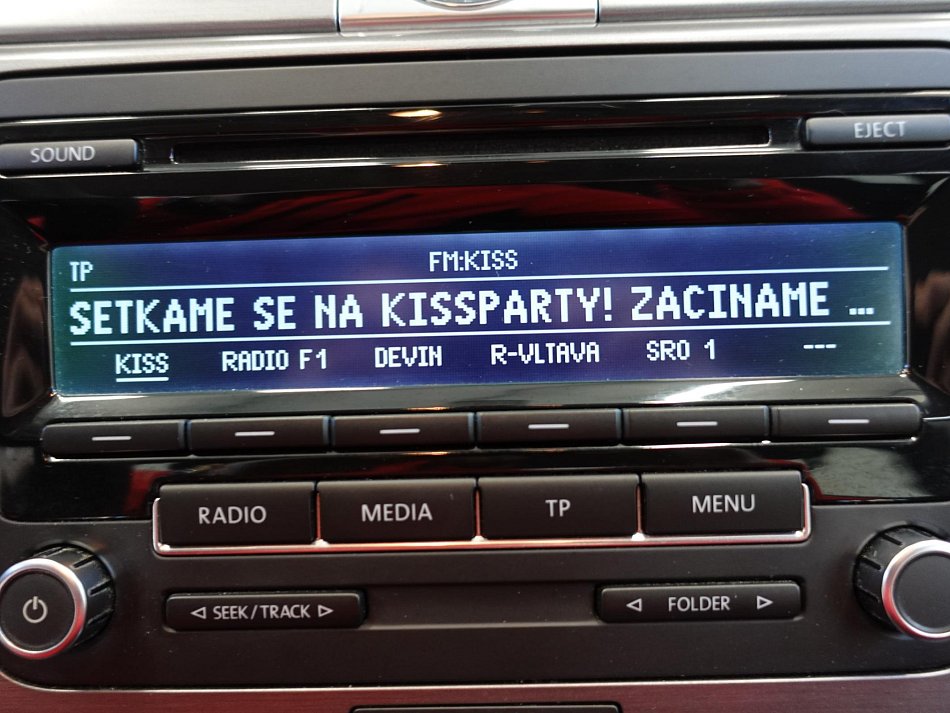 SOUND EJECT
TP FM:KISS
SETKAME SE NA KISSPARTY! ZACINAME ...
KISS RADIO F1 DEVIN R-VLTAVA SRO 1 ---
RADIO MEDIA TP MENU
◁ SEEK/TRACK ▷ ◁ FOLDER ▷